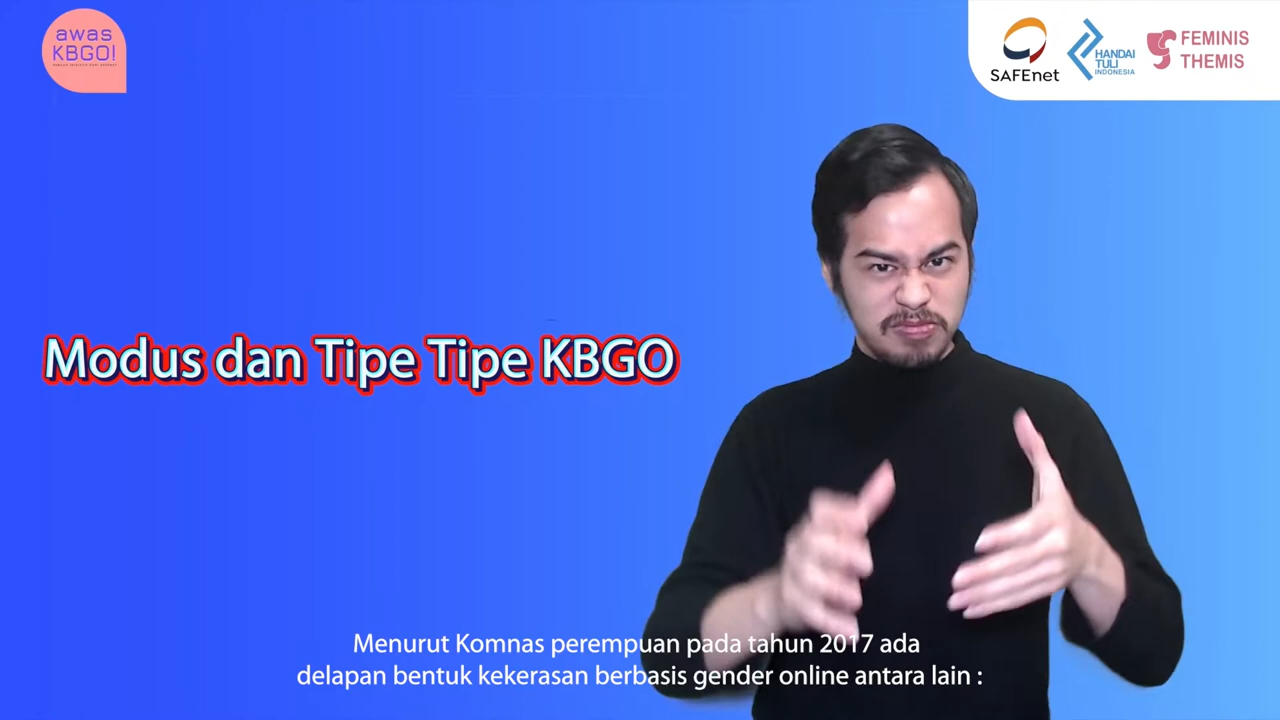 awas
KBGO!
SAFEnet
HANDAI
TULI
INDONESIA
FEMINIS
THEMIS
Modus dan Tipe Tipe KBGO
Menurut Komnas perempuan pada tahun 2017 ada
delapan bentuk kekerasan berbasis gender online antara lain :